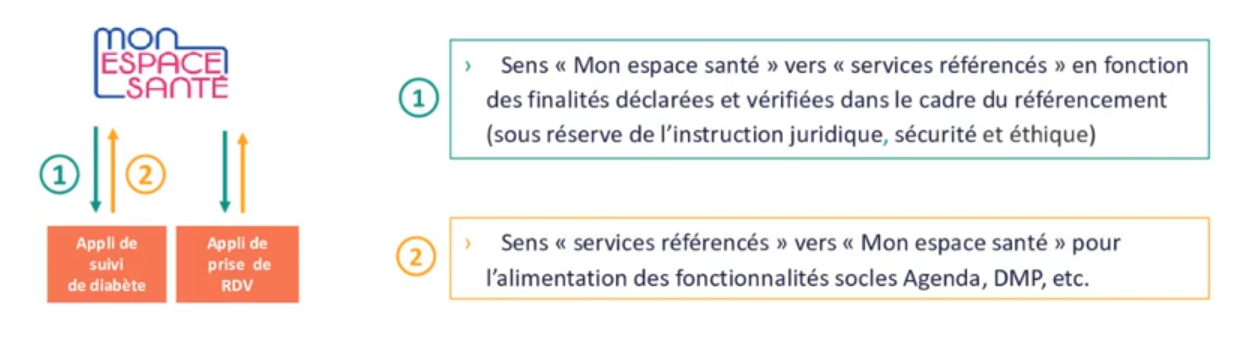 mon
ESPACE
SANTÉ
1
2
Appli de
suivi
de diabète
Appli de
prise de
RDV
1
› Sens « Mon espace santé » vers « services référencés » en fonction
des finalités déclarées et vérifiées dans le cadre du référencement
(sous réserve de l’instruction juridique, sécurité et éthique)
2
› Sens « services référencés » vers « Mon espace santé » pour
l’alimentation des fonctionnalités socles Agenda, DMP, etc.